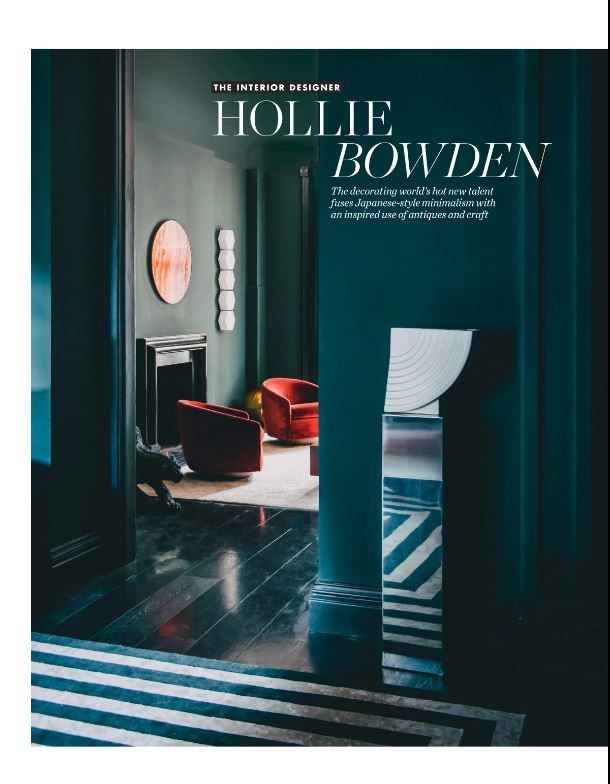 THE INTERIOR DESIGNER
HOLLIE
BOWDEN
The decorating world's hot new talent
fuses Japanese-style minimalism with
an inspired use of antiques and craft